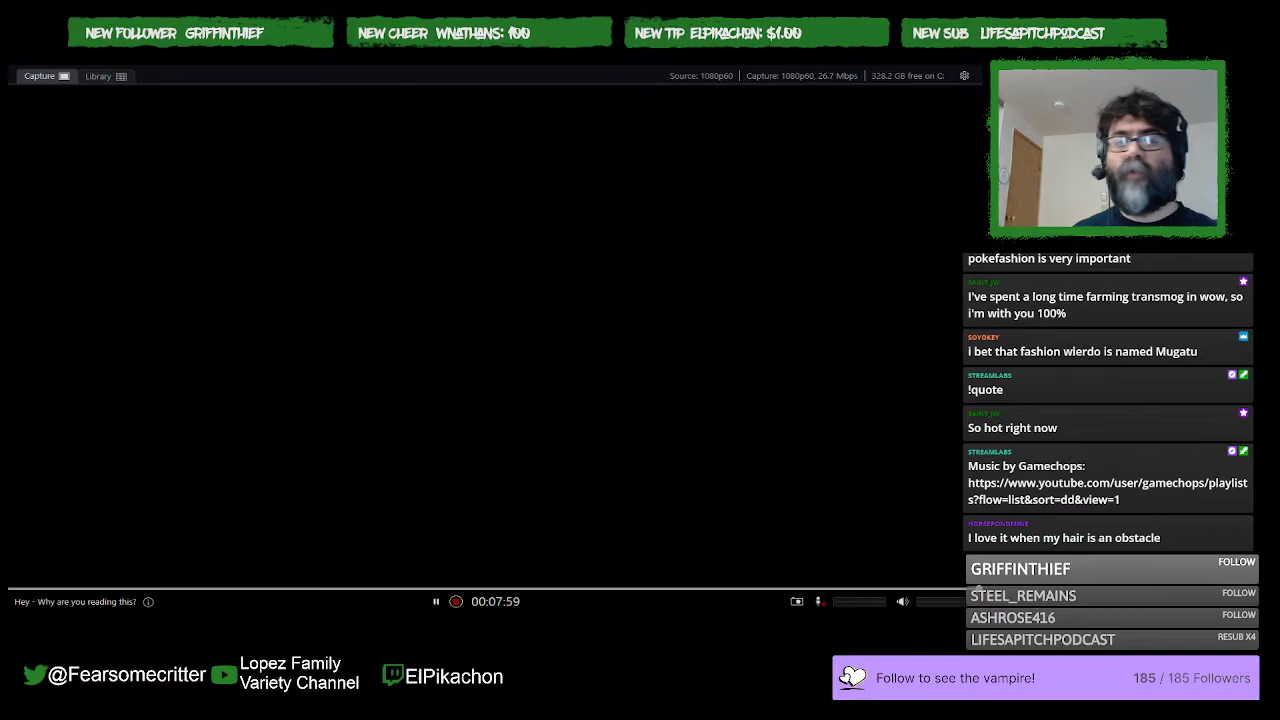 NEW FOLLOWER GRIFFINTHIEF
NEW CHEER WNATHANS: 100
NEW TIP ELPIKACHON: $1.00
NEW SUB LIFESAPITCHPODCAST
Capture
Library
Source: 1080p60
Capture: 1080p60, 26.7 Mbps
328.2 GB free on C:
pokefashion is very important
SAINT_JW
I've spent a long time farming transmog in wow, so
i'm with you 100%
SOYOKEY
i bet that fashion wierdo is named Mugatu
STREAMLABS
!quote
SAINT_JW
So hot right now
STREAMLABS
Music by Gamechops:
https://www.youtube.com/user/gamechops/playlist
s?flow=list&sort=dd&view=1
HORSEPONDMINE
I love it when my hair is an obstacle
GRIFFINTHIEF FOLLOW
STEEL_REMAINS FOLLOW
ASHROSE416 FOLLOW
LIFESAPITCHPODCAST RESUB X4
Hey - Why are you reading this?
00:07:59
@Fearsomecritter
Lopez Family
Variety Channel
ElPikachon
Follow to see the vampire!
185 / 185 Followers